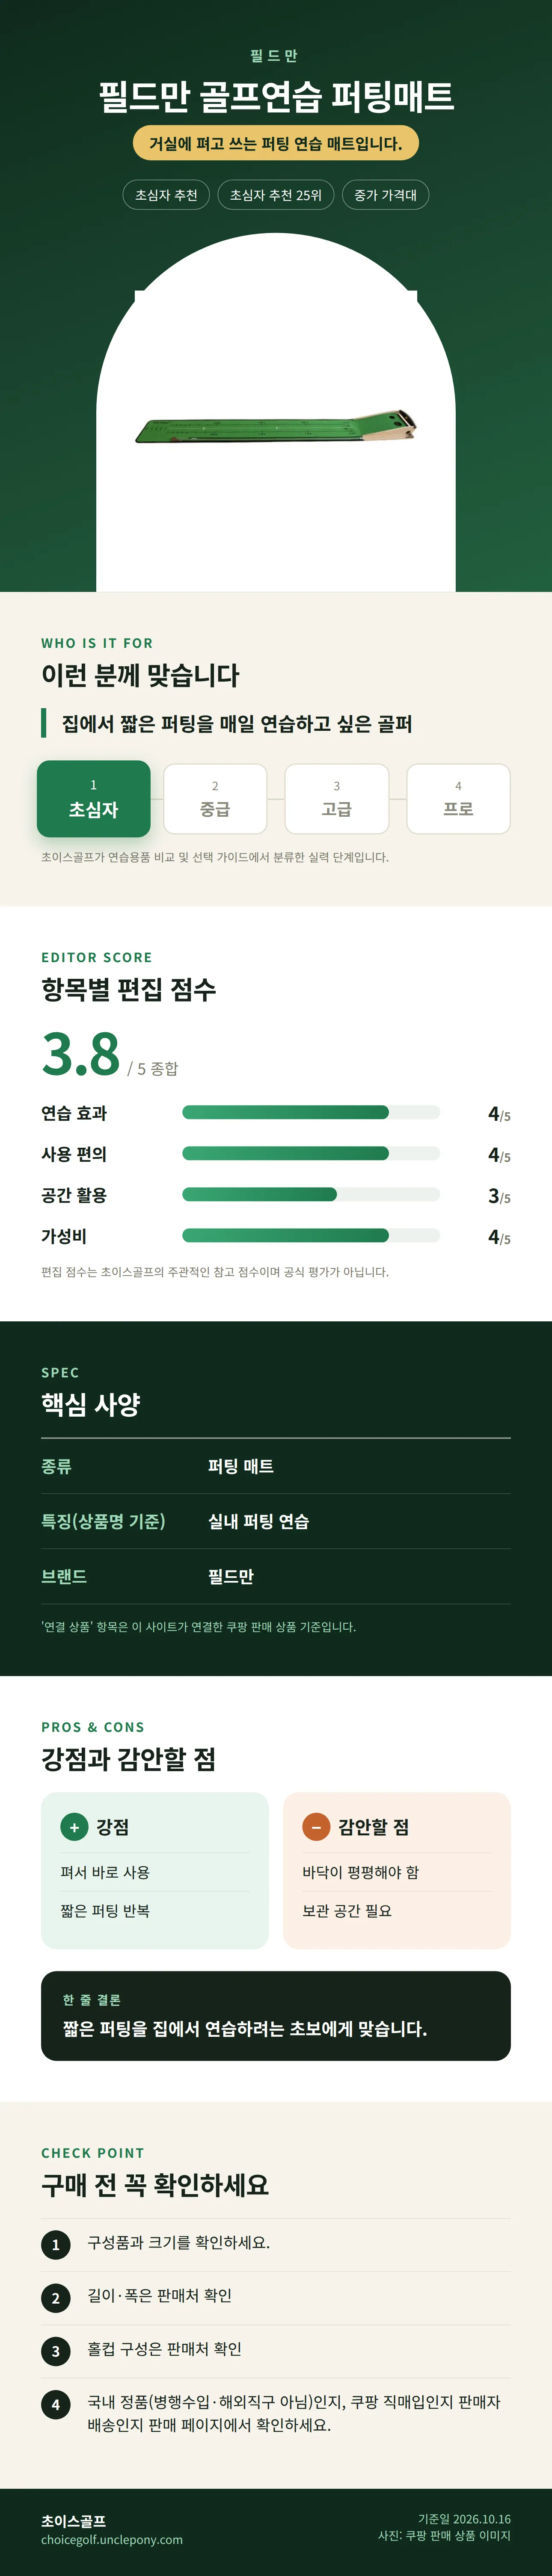 필드만
필드만 골프연습 퍼팅매트
거실에 펴고 쓰는 퍼팅 연습 매트입니다.
초심자 추천
초심자 추천 25위
중가 가격대
WHO IS IT FOR
이런 분께 맞습니다
집에서 짧은 퍼팅을 매일 연습하고 싶은 골퍼
1
초심자
2
중급
3
고급
4
프로
초이스골프가 연습용품 비교 및 선택 가이드에서 분류한 실력 단계입니다.
EDITOR SCORE
항목별 편집 점수
3.8 / 5 종합
연습 효과 4/5
사용 편의 4/5
공간 활용 3/5
가성비 4/5
편집 점수는 초이스골프의 주관적인 참고 점수이며 공식 평가가 아닙니다.
SPEC
핵심 사양
종류 퍼팅 매트
특징(상품명 기준) 실내 퍼팅 연습
브랜드 필드만
'연결 상품' 항목은 이 사이트가 연결한 쿠팡 판매 상품 기준입니다.
PROS & CONS
강점과 감안할 점
+ 강점
펴서 바로 사용
짧은 퍼팅 반복
− 감안할 점
바닥이 평평해야 함
보관 공간 필요
한 줄 결론
짧은 퍼팅을 집에서 연습하려는 초보에게 맞습니다.
CHECK POINT
구매 전 꼭 확인하세요
1 구성품과 크기를 확인하세요.
2 길이·폭은 판매처 확인
3 홀컵 구성은 판매처 확인
4 국내 정품(병행수입·해외직구 아님)인지, 쿠팡 직매입인지 판매자
배송인지 판매 페이지에서 확인하세요.
초이스골프
choicegolf.unclepony.com
기준일 2026.10.16
사진: 쿠팡 판매 상품 이미지